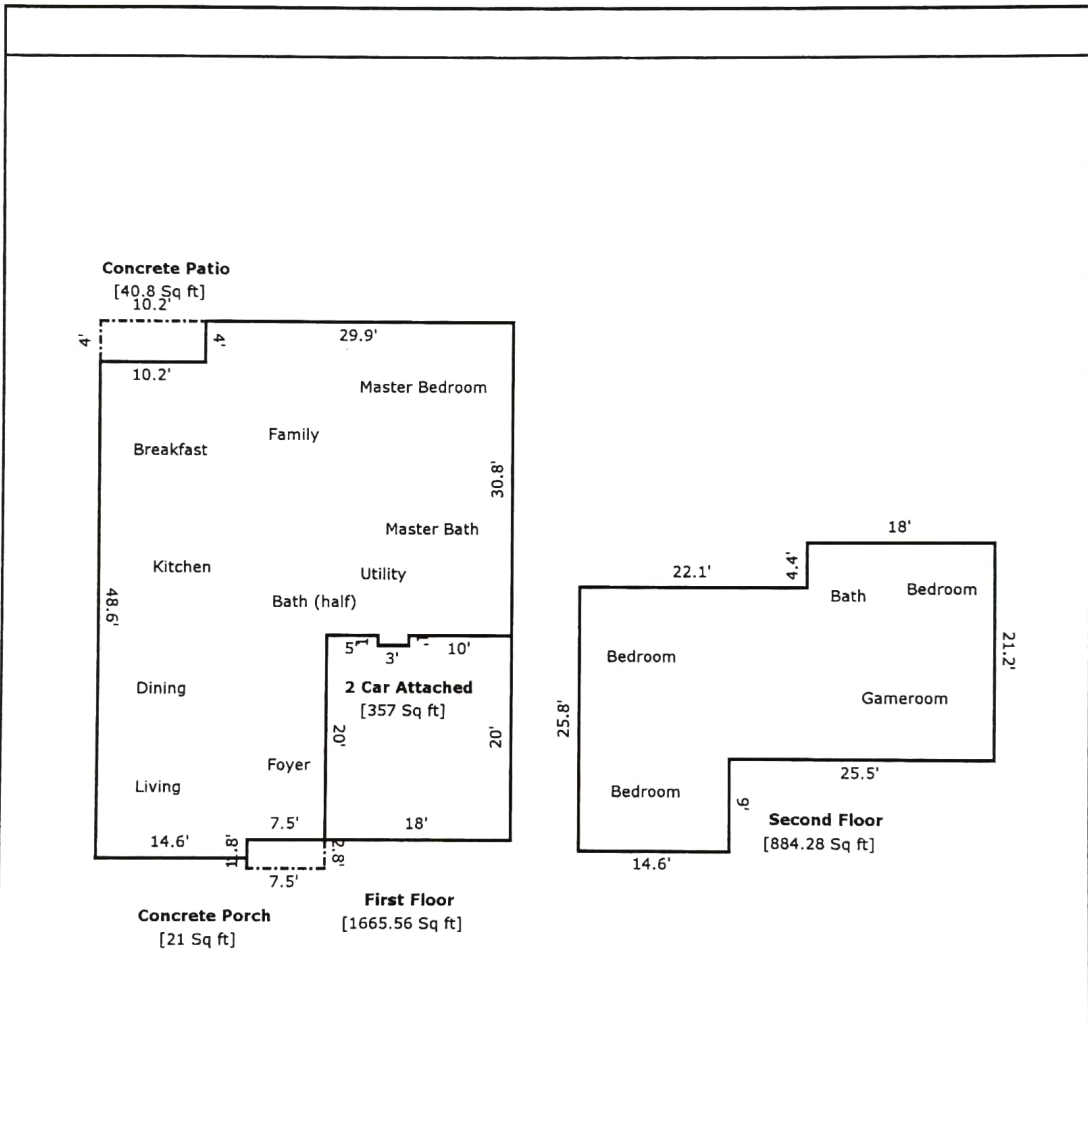 Concrete Patio
[40.8 Sq ft]
10.2'
4'
4'
29.9'
10.2'
Master Bedroom
Family
Breakfast
30.8'
Master Bath
Kitchen
Utility
Bath (half)
48.6'
5'
1'
3'
1'
10'
2 Car Attached
[357 Sq ft]
Dining
20'
20'
Foyer
Living
7.5'
18'
14.6'
1.8'
2.8'
7.5'
First Floor
[1665.56 Sq ft]
Concrete Porch
[21 Sq ft]
18'
22.1'
4.4'
Bath
Bedroom
Bedroom
21.2'
Gameroom
25.8'
25.5'
Bedroom
9'
Second Floor
[884.28 Sq ft]
14.6'